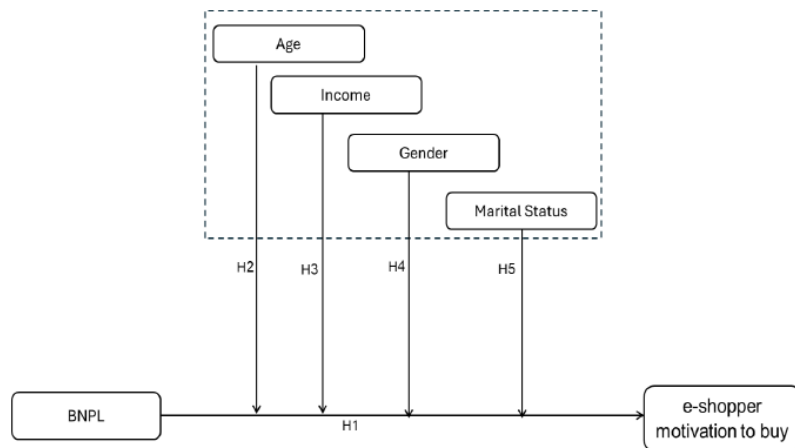 Age
Income
Gender
Marital Status
H2
H3
H4
H5
BNPL
H1
e-shopper
motivation to buy